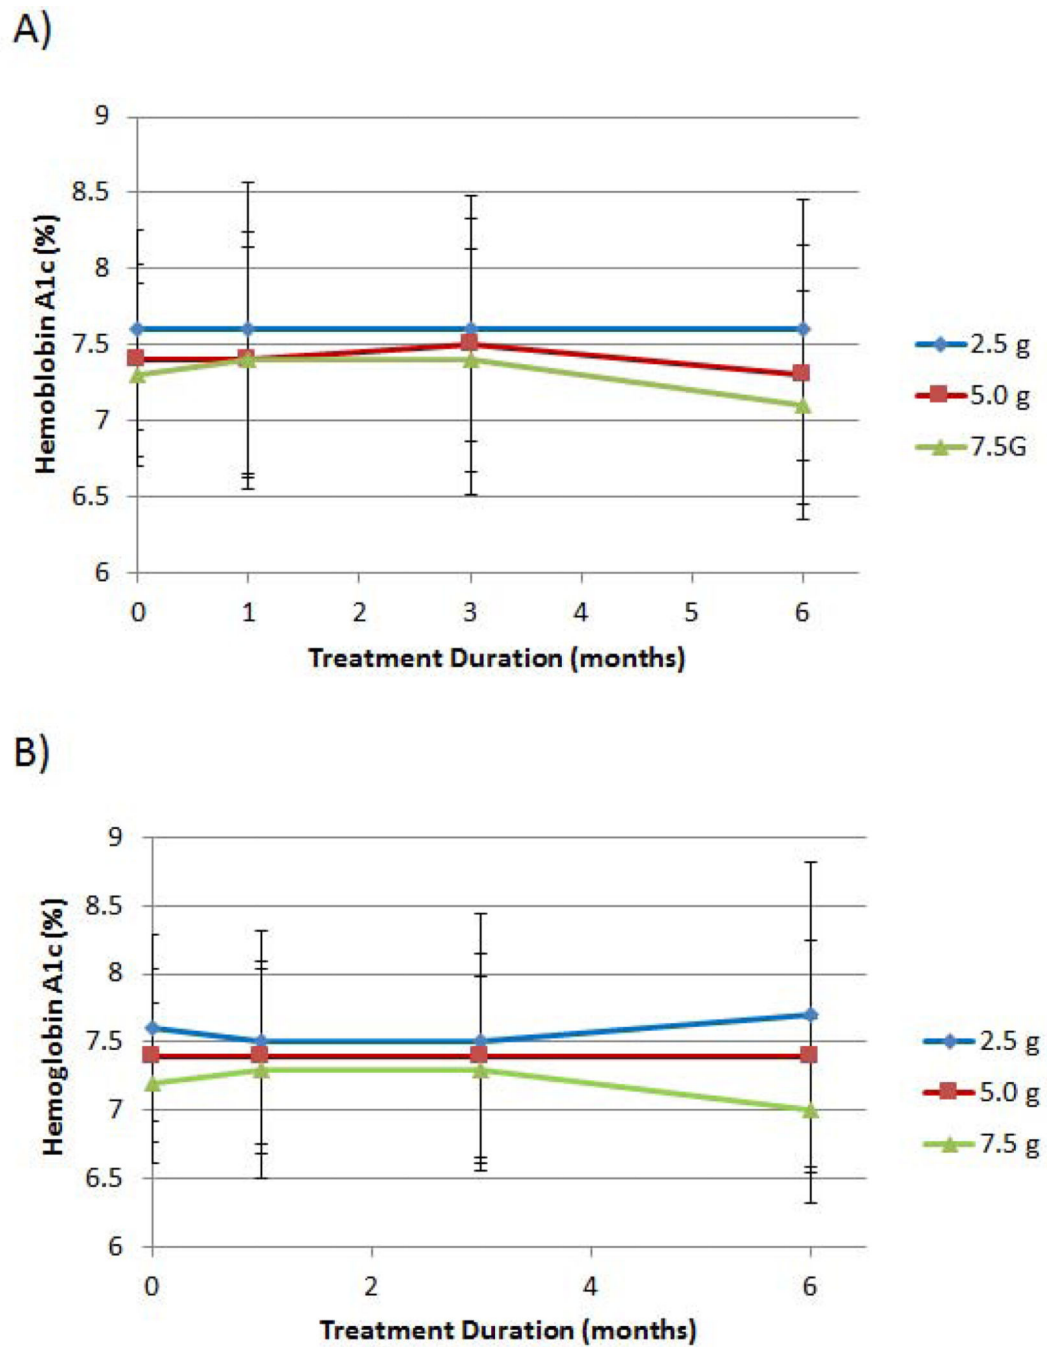 A)
9
8.5
8
7.5
7
6.5
6
Hemoblobin A1c (%)
0 1 2 3 4 5 6
Treatment Duration (months)
2.5 g
5.0 g
7.5G
B)
9
8.5
8
7.5
7
6.5
6
Hemoglobin A1c (%)
0 2 4 6
Treatment Duration (months)
2.5 g
5.0 g
7.5 g